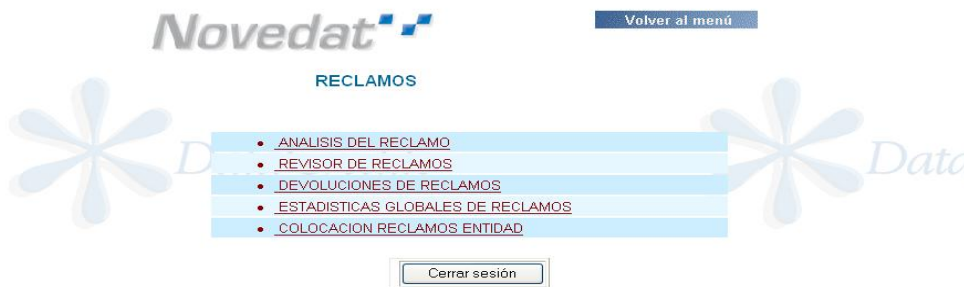 Novedat
Volver al menú
RECLAMOS
ANALISIS DEL RECLAMO
REVISOR DE RECLAMOS
DEVOLUCIONES DE RECLAMOS
ESTADISTICAS GLOBALES DE RECLAMOS
COLOCACION RECLAMOS ENTIDAD
Data
Cerrar sesión